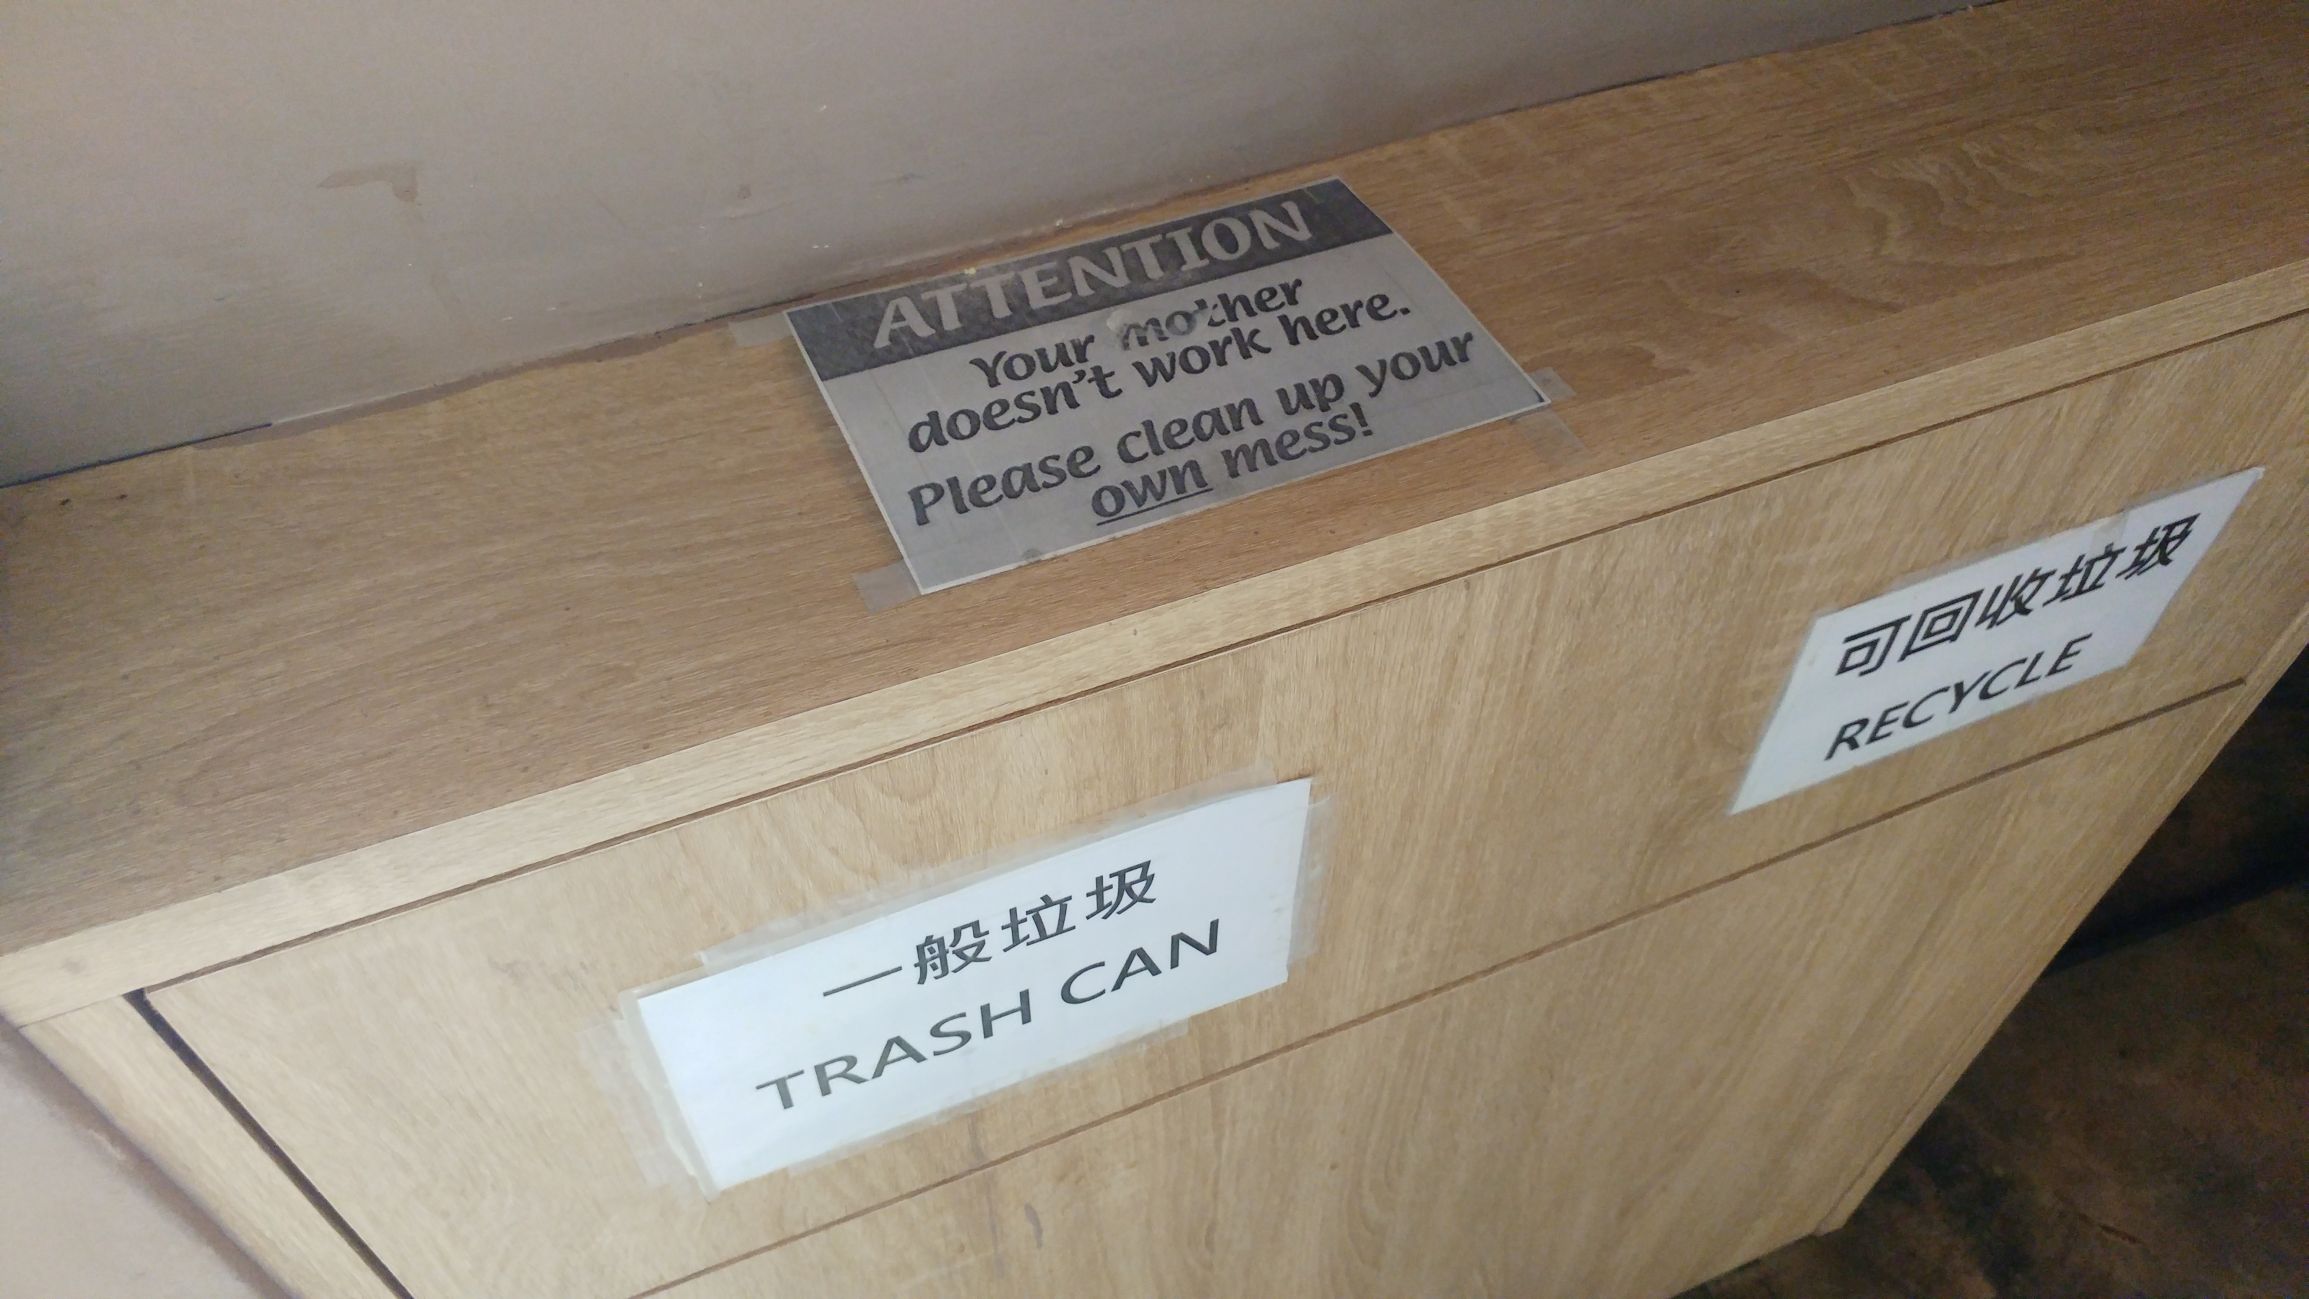 ATTENTION
Your mother
doesn't work here.
Please clean up your
own mess!
一般垃圾
TRASH CAN
可回收垃圾
RECYCLE